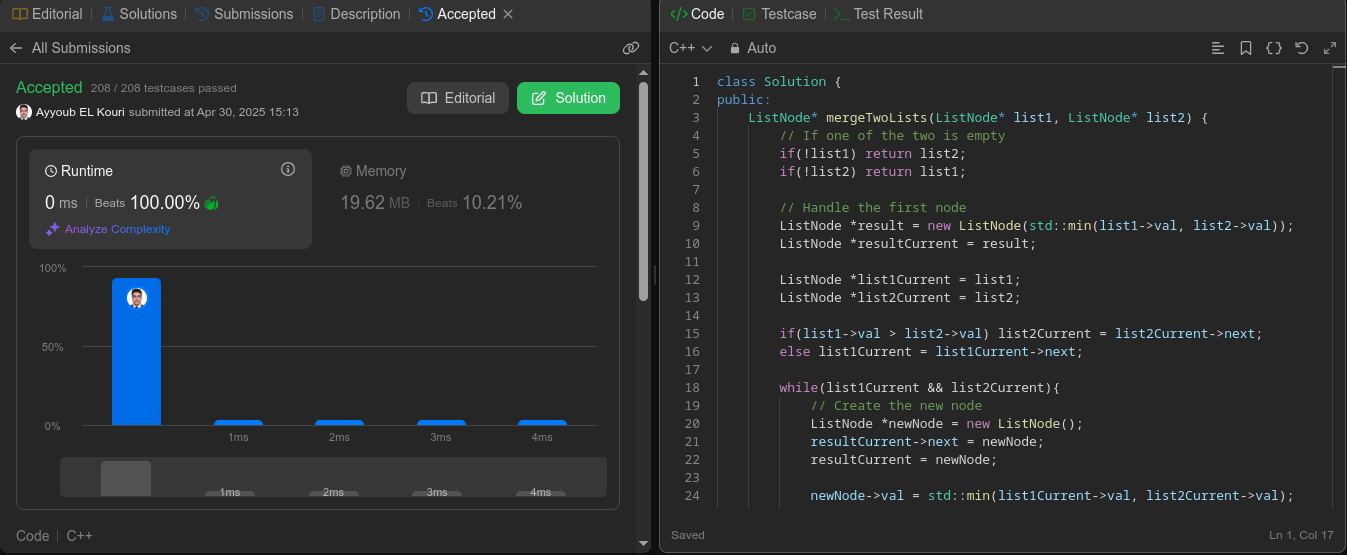 Editorial | Solutions | Submissions | Description | Accepted
All Submissions
Accepted 208 / 208 testcases passed
Ayyoub EL Kouri submitted at Apr 30, 2025 15:13
Editorial
Solution
Runtime
0 ms | Beats 100.00%
Analyze Complexity
Memory
19.62 MB | Beats 10.21%
100%
50%
0%
1ms 2ms 3ms 4ms
1ms 2ms 3ms 4ms
Code | C++
</> Code | Testcase | >_ Test Result
C++ Auto
1 class Solution {
2 public:
3     ListNode* mergeTwoLists(ListNode* list1, ListNode* list2) {
4         // If one of the two is empty
5         if(!list1) return list2;
6         if(!list2) return list1;
7
8         // Handle the first node
9         ListNode *result = new ListNode(std::min(list1->val, list2->val));
10         ListNode *resultCurrent = result;
11
12         ListNode *list1Current = list1;
13         ListNode *list2Current = list2;
14
15         if(list1->val > list2->val) list2Current = list2Current->next;
16         else list1Current = list1Current->next;
17
18         while(list1Current && list2Current){
19             // Create the new node
20             ListNode *newNode = new ListNode();
21             resultCurrent->next = newNode;
22             resultCurrent = newNode;
23
24             newNode->val = std::min(list1Current->val, list2Current->val);
Saved
Ln 1, Col 17